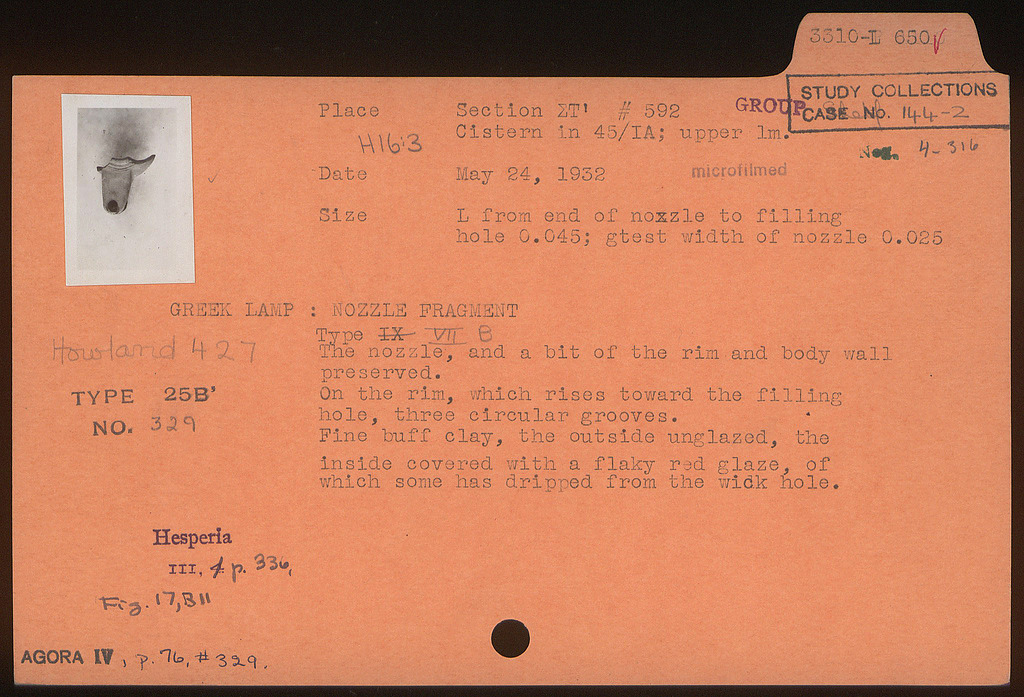 3310-L 650 √
STUDY COLLECTIONS
CASE No. 144-2
GROUP
Neg. 4-316
Place Section ΣΤ' # 592
Cistern in 45/IA; upper 1m.
H16:3
Date May 24, 1932 microfilmed
Size L from end of nozzle to filling
hole 0.045; gtest width of nozzle 0.025
GREEK LAMP : NOZZLE FRAGMENT
Type IX VII B
Howland 427
The nozzle, and a bit of the rim and body wall
preserved.
On the rim, which rises toward the filling
hole, three circular grooves.
Fine buff clay, the outside unglazed, the
inside covered with a flaky red glaze, of
which some has dripped from the wick hole.
TYPE 25B'
NO. 329
Hesperia
III, p. 336,
Fig. 17, B11
AGORA IV, p. 76, # 329.